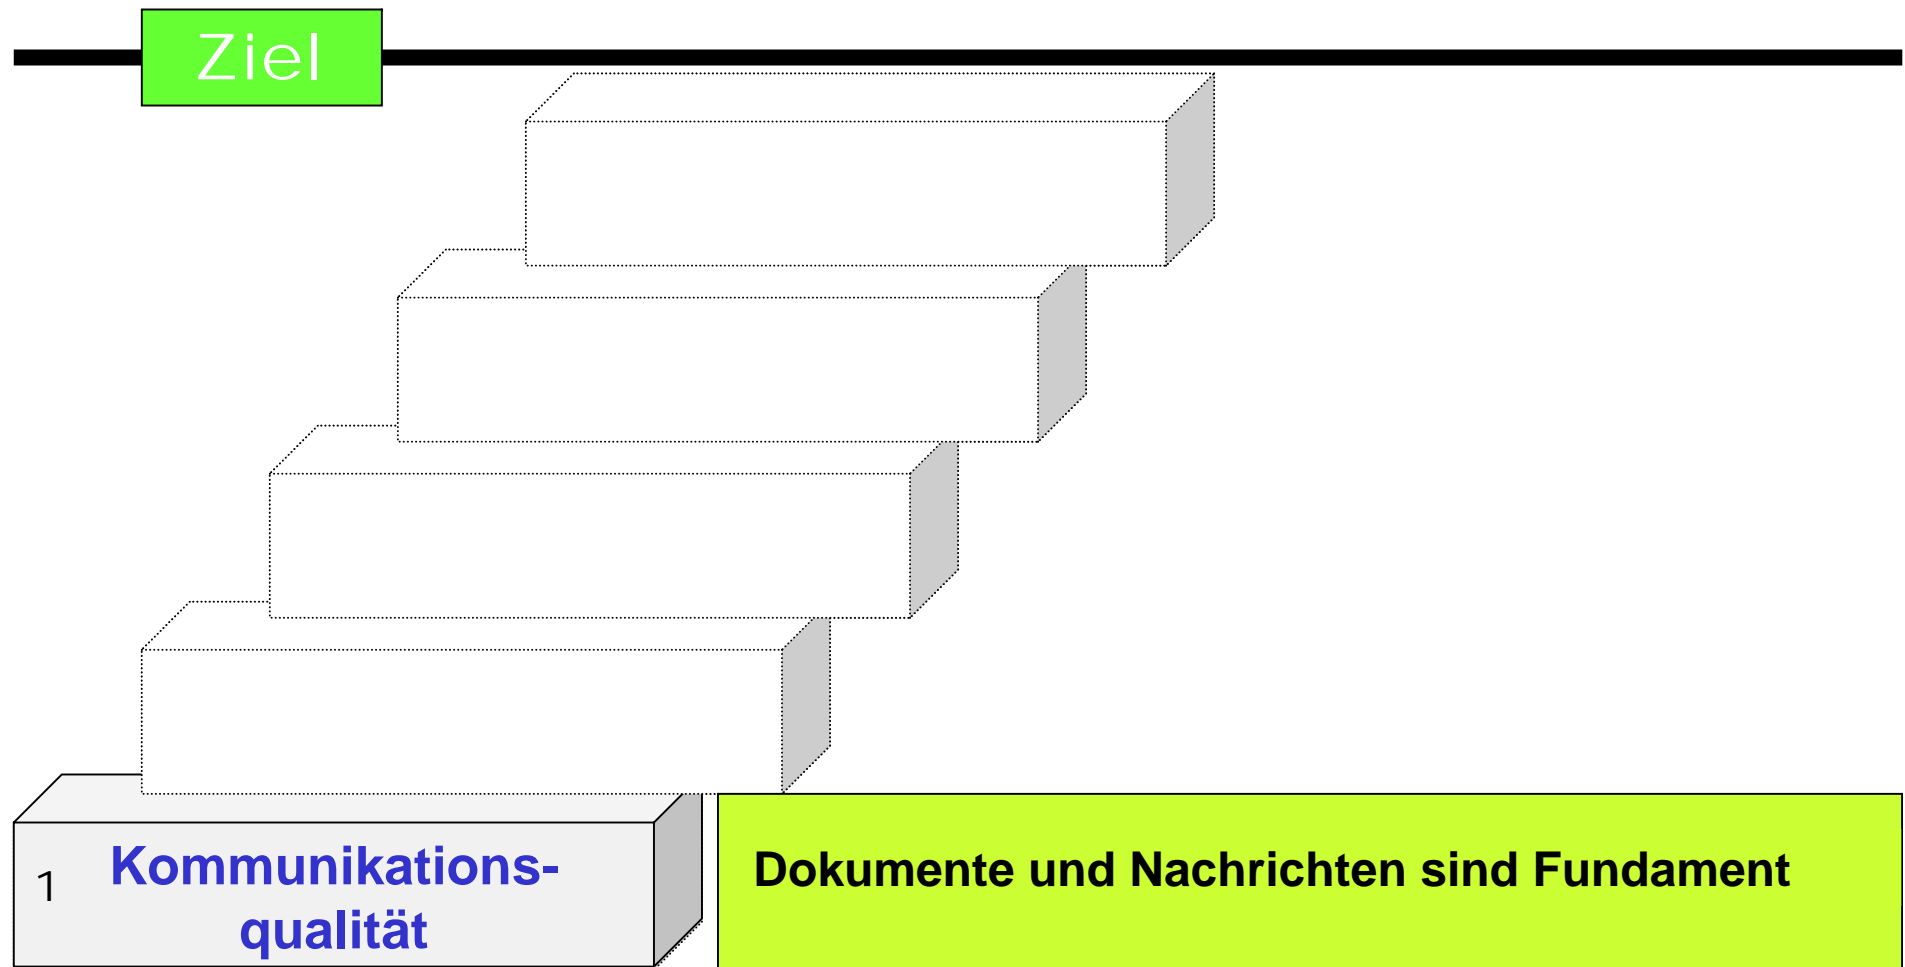 Ziel
1
Kommunikations-
qualität
Dokumente und Nachrichten sind Fundament